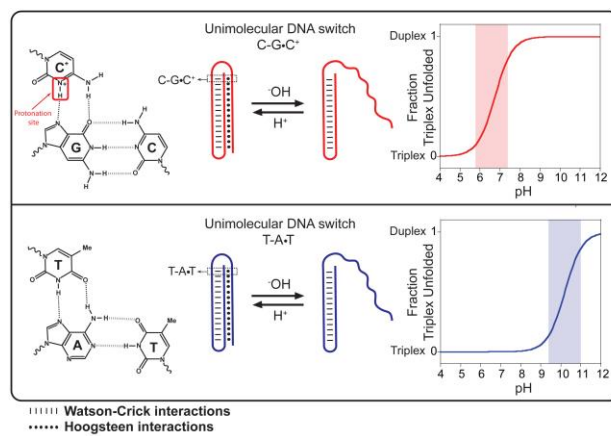 Unimolecular DNA switch
C-G•C⁺
C⁺
N
O
N
N⁺
H
N-H
H
Protonation
site
H
N
O
H-N
N
G
N-H
N
C
N
N
N-H
O
H
C-G•C⁺
⁻OH
H⁺
Duplex 1
Fraction
Triplex Unfolded
Triplex 0
4 5 6 7 8 9 10 11 12
pH
Unimolecular DNA switch
T-A•T
Me
N
T
O
N
O
H
H
N-H
O
Me
N
A
N
H-N
T
N
N
N
O
T-A•T
⁻OH
H⁺
Duplex 1
Fraction
Triplex Unfolded
Triplex 0
4 5 6 7 8 9 10 11 12
pH
Watson-Crick interactions
Hoogsteen interactions